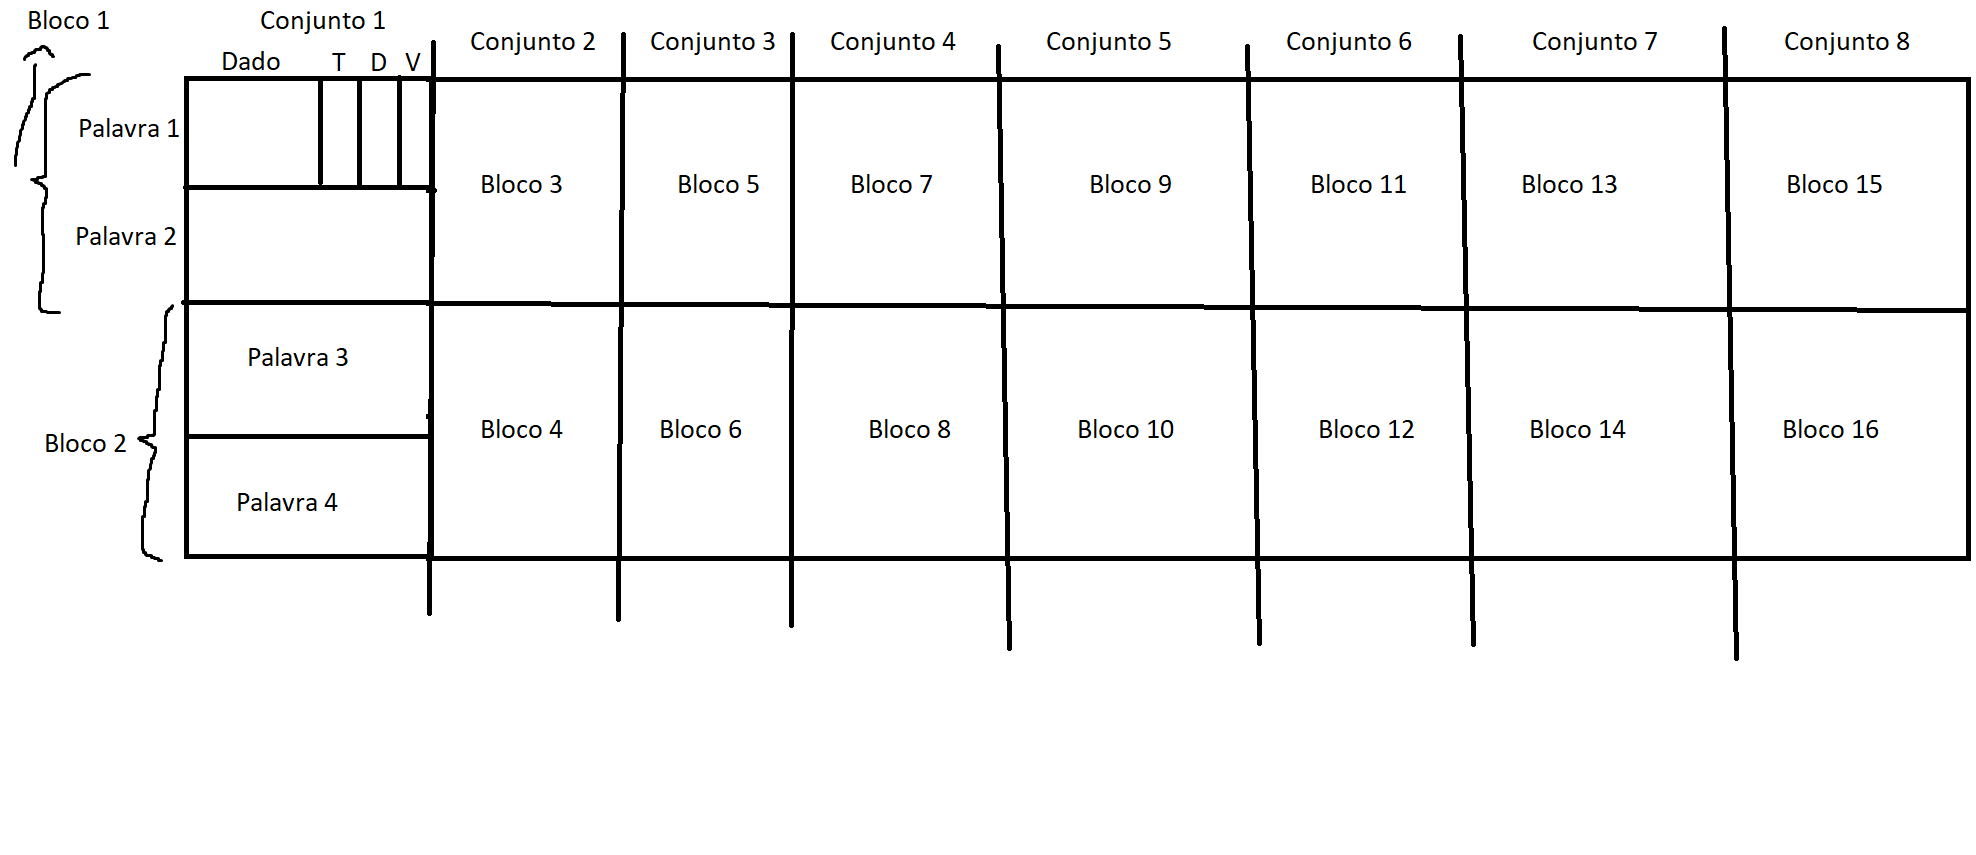 Bloco 1
Conjunto 1
Conjunto 2
Conjunto 3
Conjunto 4
Conjunto 5
Conjunto 6
Conjunto 7
Conjunto 8
Dado T D V
Palavra 1
Bloco 3
Bloco 5
Bloco 7
Bloco 9
Bloco 11
Bloco 13
Bloco 15
Palavra 2
Palavra 3
Bloco 2
Bloco 4
Bloco 6
Bloco 8
Bloco 10
Bloco 12
Bloco 14
Bloco 16
Palavra 4